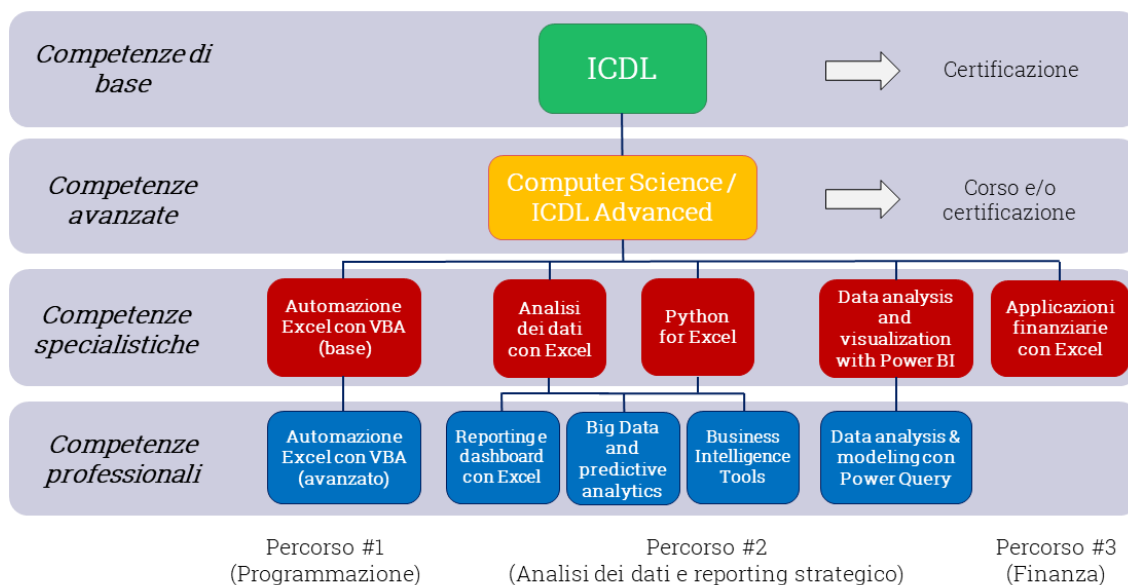 Competenze di
base
ICDL
Certificazione
Competenze
avanzate
Computer Science /
ICDL Advanced
Corso e/o
certificazione
Competenze
specialistiche
Automazione
Excel con VBA
(base)
Analisi
dei dati
con Excel
Python
for Excel
Data analysis
and
visualization
with Power BI
Applicazioni
finanziarie
con Excel
Competenze
professionali
Automazione
Excel con VBA
(avanzato)
Reporting e
dashboard
con Excel
Big Data
and
predictive
analytics
Business
Intelligence
Tools
Data analysis &
modeling con
Power Query
Percorso #1
(Programmazione)
Percorso #2
(Analisi dei dati e reporting strategico)
Percorso #3
(Finanza)